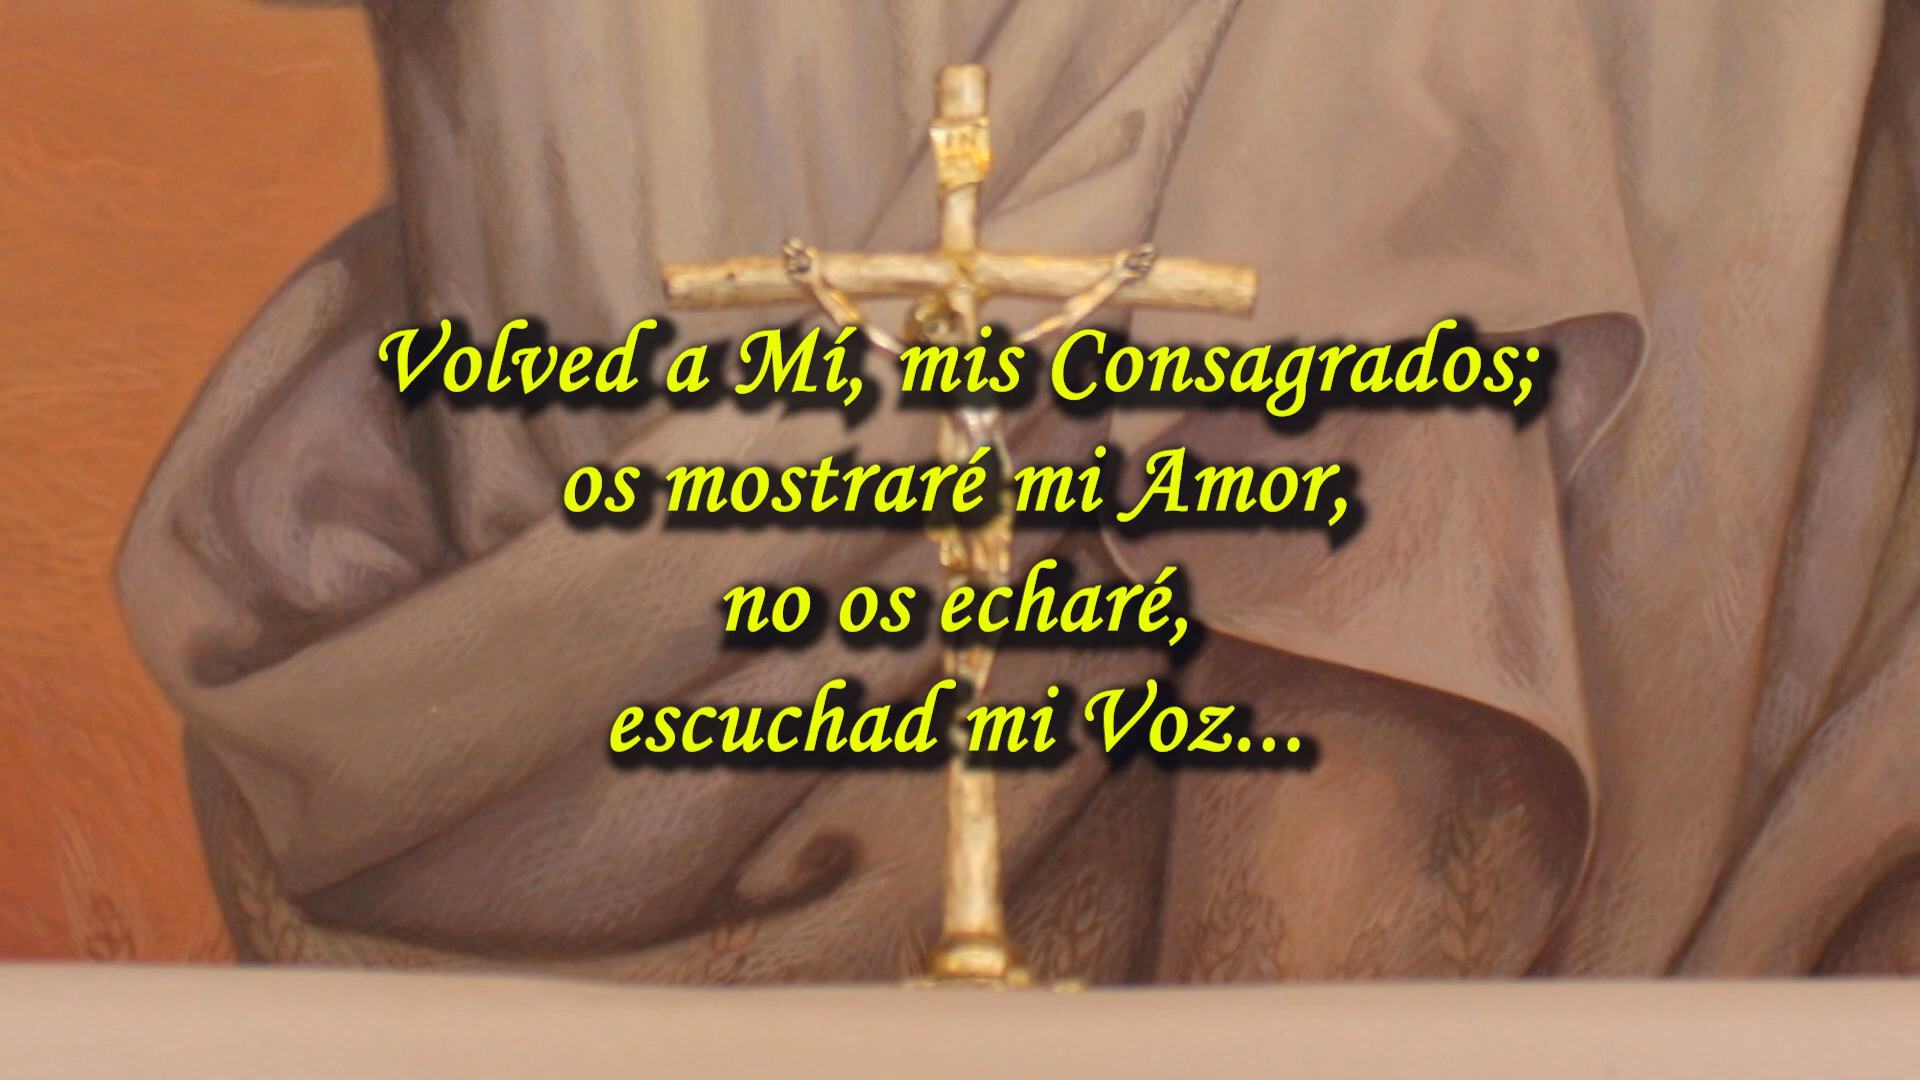 Volved a Mí, mis Consagrados;
os mostraré mi Amor,
no os echaré,
escuchad mi Voz...